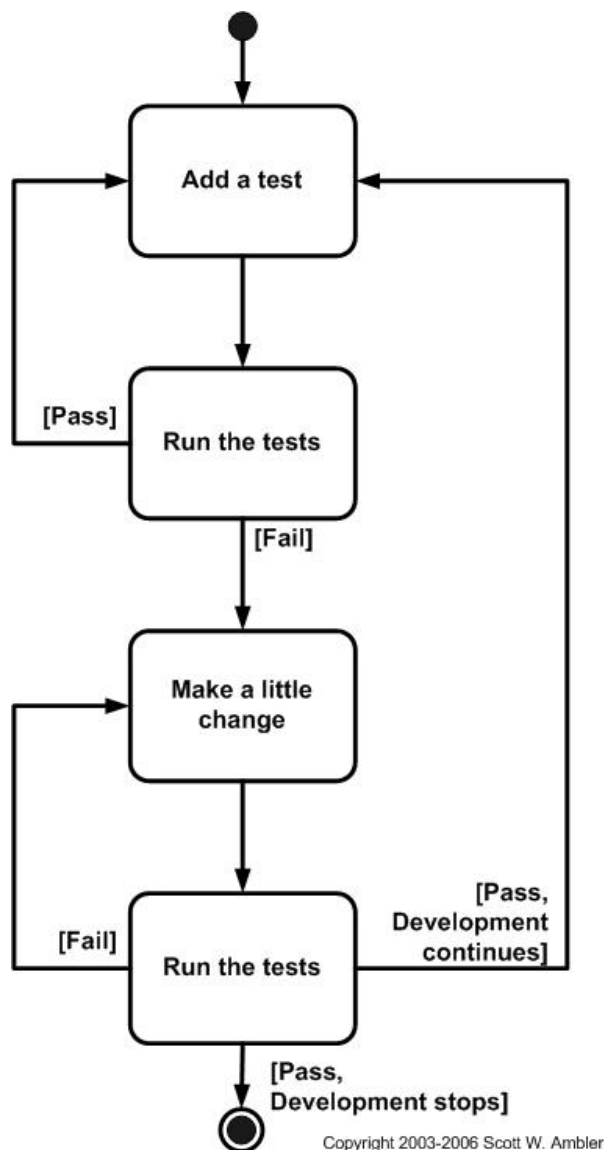 Add a test
[Pass]
Run the tests
[Fail]
Make a little
change
[Fail]
Run the tests
[Pass,
Development
continues]
[Pass,
Development stops]
Copyright 2003-2006 Scott W. Ambler